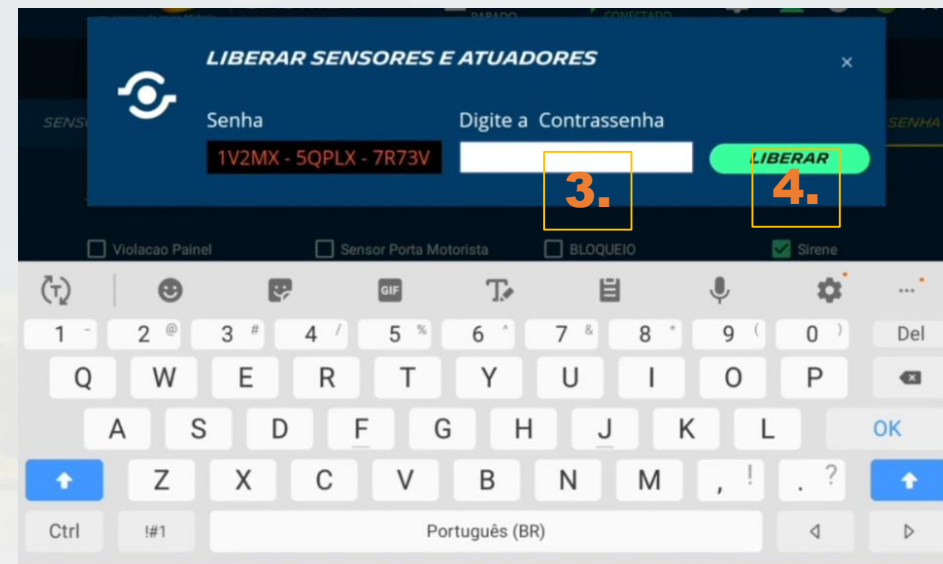 PARADO
CONECTADO
LIBERAR SENSORES E ATUADORES
×
SENS
SENHA
Senha
Digite a Contrassenha
1V2MX - 5QPLX - 7R73V
LIBERAR
3.
4.
Violacao Painel
Sensor Porta Motorista
BLOQUEIO
Sirene
T
GIF
T
1 - 2 @ 3 # 4 / 5 % 6 ^ 7 & 8 * 9 ( 0 ) Del
Q W E R T Y U I O P
A S D F G H J K L OK
Z X C V B N M , ! . ?
Ctrl !#1 Português (BR)